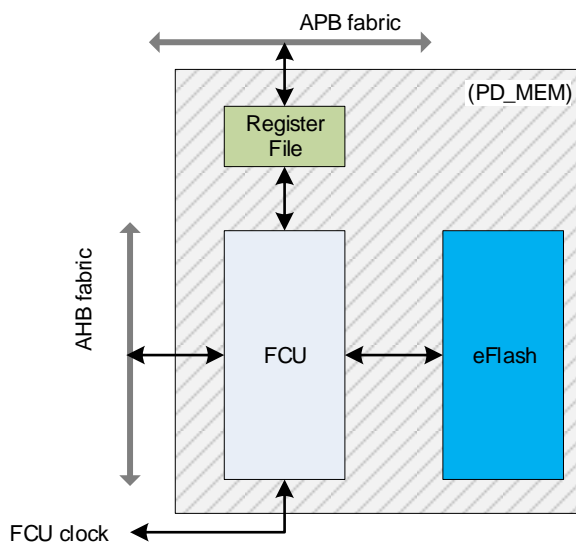 APB fabric
(PD_MEM)
Register
File
AHB fabric
FCU
eFlash
FCU clock